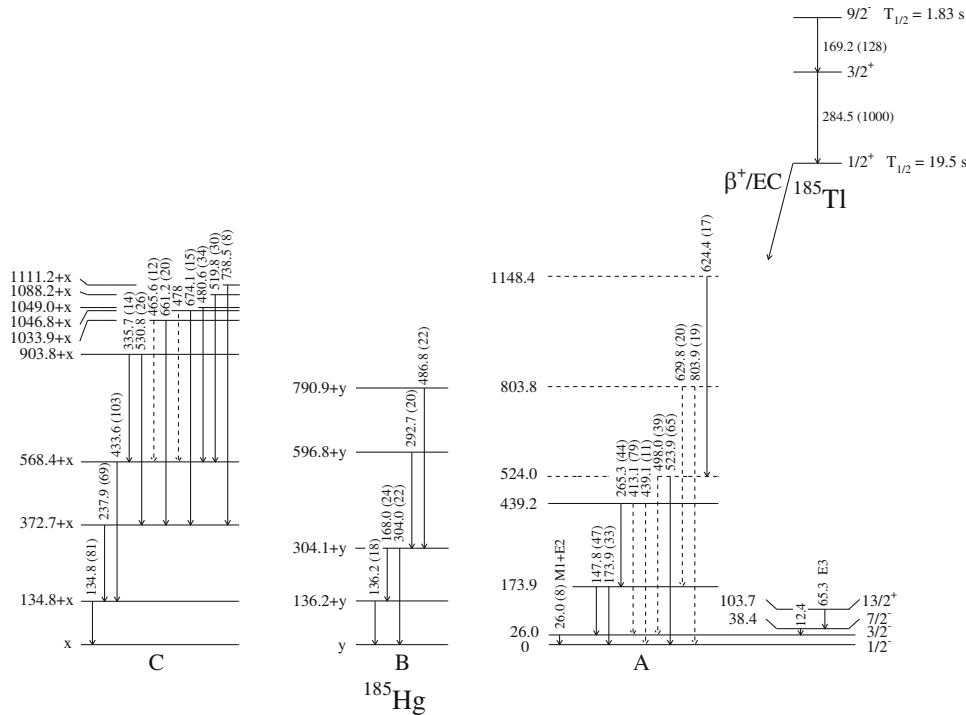 9/2⁻ T₁/₂ = 1.83 s
169.2 (128)
3/2⁺
284.5 (1000)
1/2⁺ T₁/₂ = 19.5 s
β⁺/EC
¹⁸⁵Tl
1111.2+x
1088.2+x
1049.0+x
1046.8+x
1033.9+x
903.8+x
568.4+x
372.7+x
134.8+x
x
134.8 (81)
237.9 (69)
433.6 (103)
335.7 (14)
530.8 (26)
465.6 (12)
661.2 (20)
478
674.1 (15)
480.6 (34)
519.8 (30)
738.5 (8)
C
790.9+y
596.8+y
304.1+y
136.2+y
y
136.2 (18)
168.0 (24)
304.0 (22)
292.7 (20)
486.8 (22)
B
¹⁸⁵Hg
1148.4
803.8
524.0
439.2
173.9
26.0
0
26.0 (8) M1+E2
147.8 (47)
173.9 (33)
265.3 (44)
413.1 (79)
439.1 (11)
498.0 (39)
523.9 (65)
629.8 (20)
803.9 (19)
624.4 (17)
103.7
38.4
12.4
65.3 E3
13/2⁺
7/2⁻
3/2⁻
1/2⁻
A